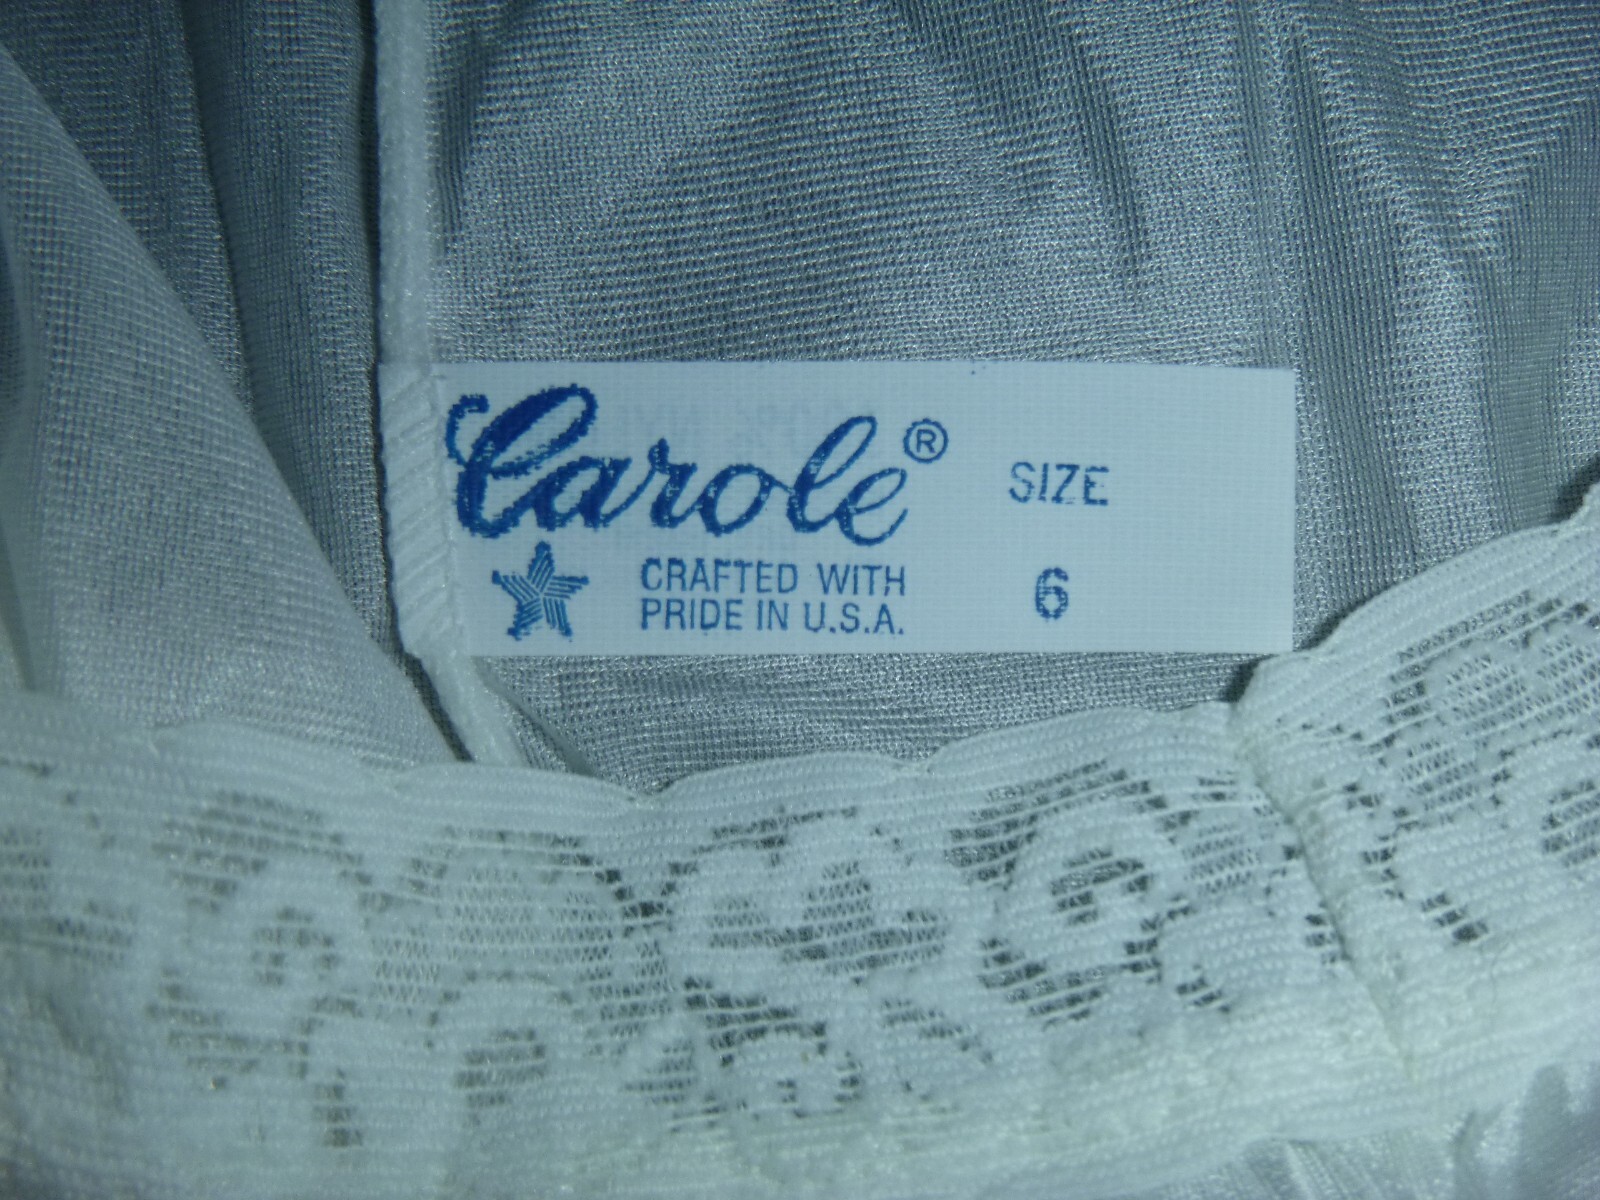 Carole®
SIZE
CRAFTED WITH
PRIDE IN U.S.A.
6